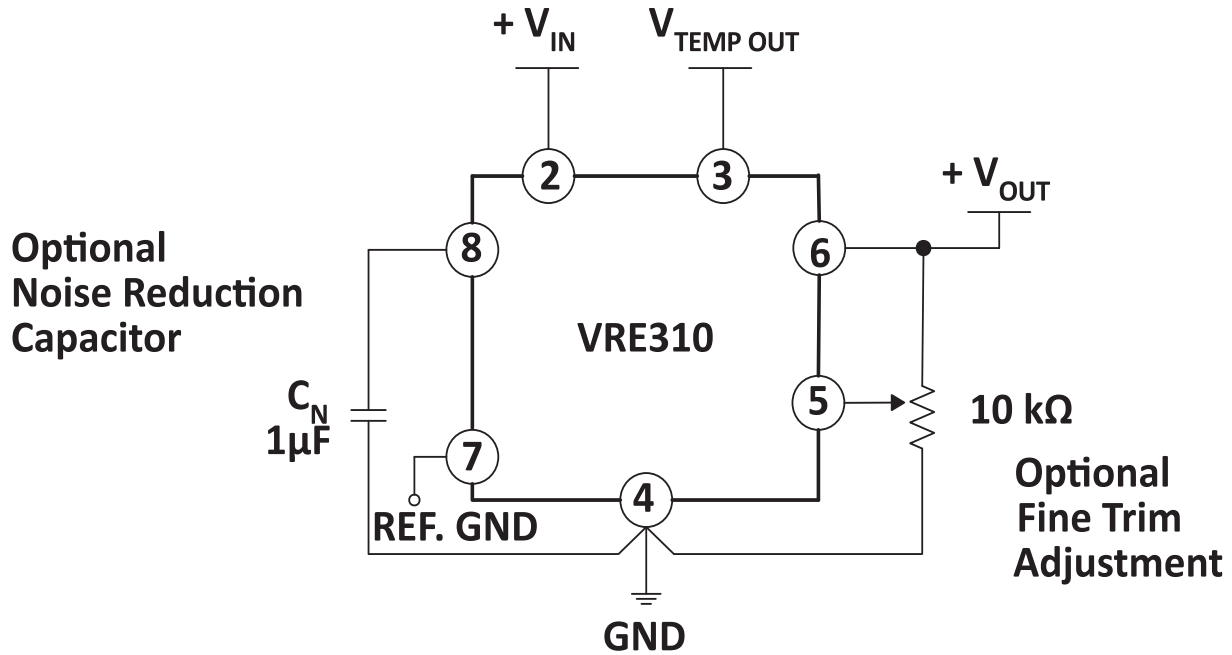 + VIN
VTEMP OUT
2
3
+ VOUT
8
6
Optional
Noise Reduction
Capacitor
VRE310
CN
1µF
5
10 kΩ
7
4
REF. GND
Optional
Fine Trim
Adjustment
GND